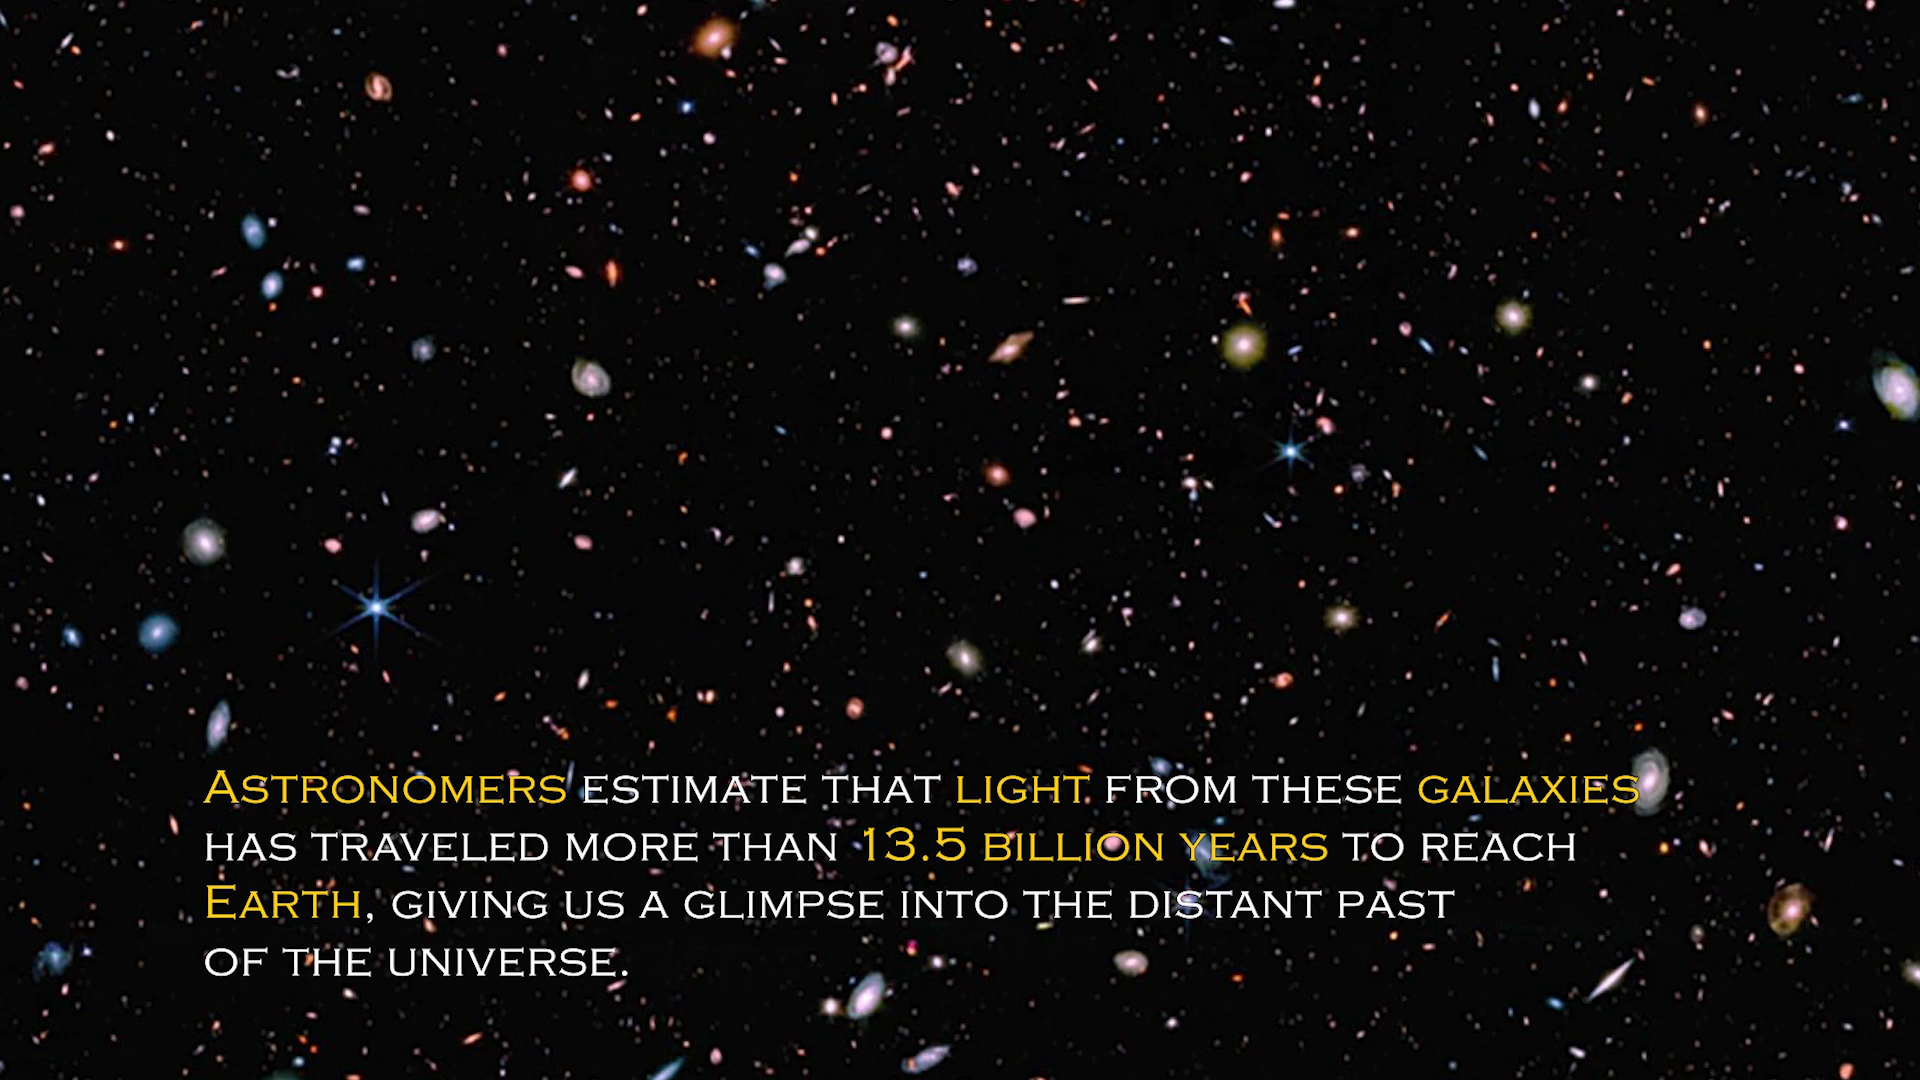 Astronomers estimate that light from these galaxies
has traveled more than 13.5 billion years to reach
Earth, giving us a glimpse into the distant past
of the universe.